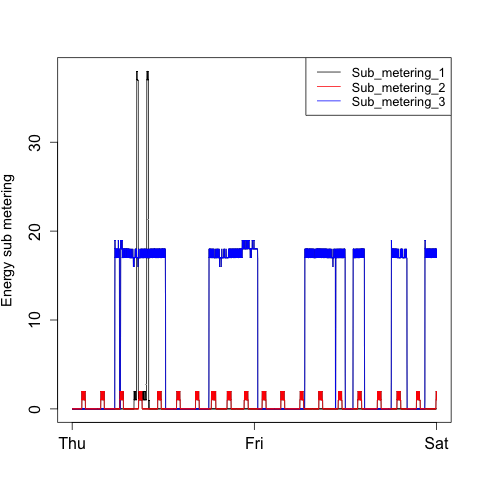 Sub_metering_1
Sub_metering_2
Sub_metering_3
Energy sub metering
30
20
10
0
Thu Fri Sat